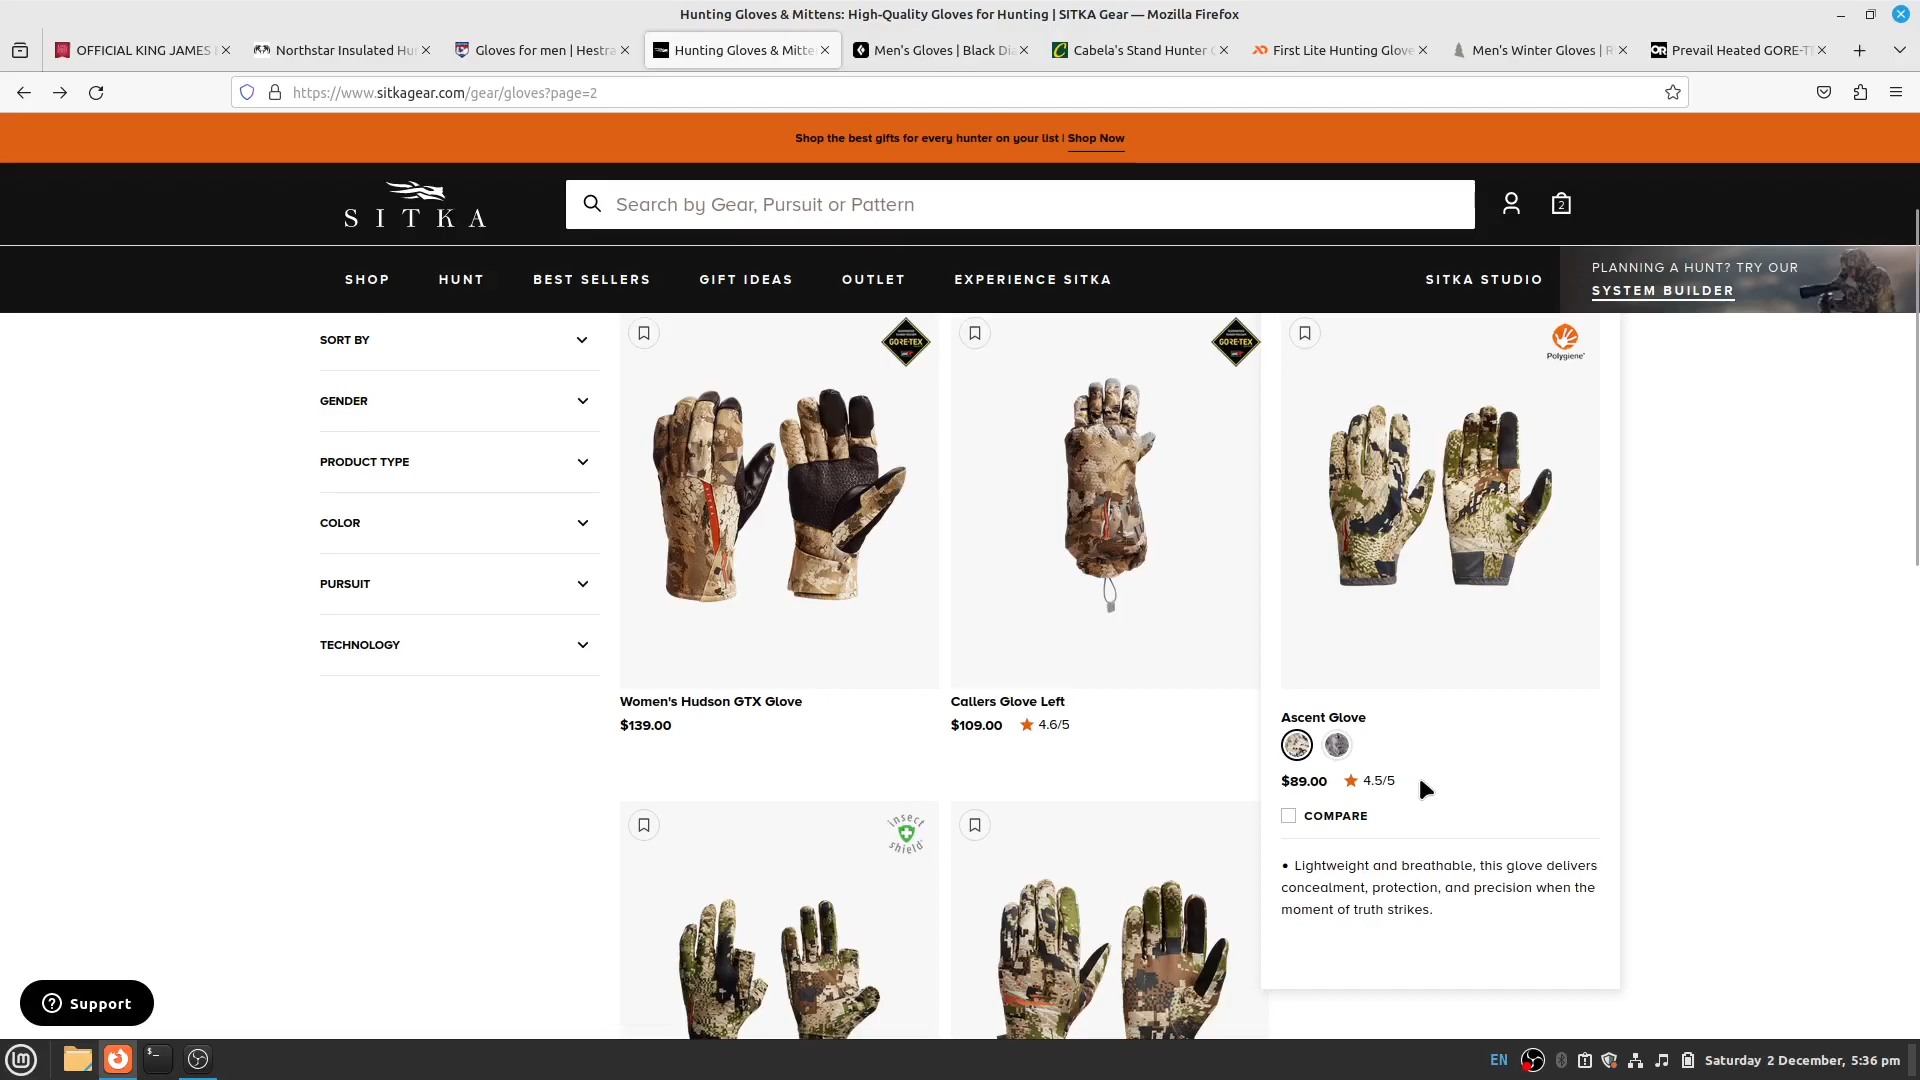 Hunting Gloves & Mittens: High-Quality Gloves for Hunting | SITKA Gear — Mozilla Firefox
OFFICIAL KING JAMES
Northstar Insulated Hu
Gloves for men | Hestra
Hunting Gloves & Mitte
Men's Gloves | Black Dia
Cabela's Stand Hunter
First Lite Hunting Glove
Men's Winter Gloves | R
Prevail Heated GORE-T
https://www.sitkagear.com/gear/gloves?page=2
Shop the best gifts for every hunter on your list | Shop Now
SITKA
Search by Gear, Pursuit or Pattern
2
SHOP
HUNT
BEST SELLERS
GIFT IDEAS
OUTLET
EXPERIENCE SITKA
SITKA STUDIO
PLANNING A HUNT? TRY OUR
SYSTEM BUILDER
SORT BY
GENDER
PRODUCT TYPE
COLOR
PURSUIT
TECHNOLOGY
GORE-TEX
Women's Hudson GTX Glove
$139.00
GORE-TEX
Callers Glove Left
$109.00 4.6/5
Polygiene
Ascent Glove
$89.00 4.5/5
COMPARE
• Lightweight and breathable, this glove delivers
concealment, protection, and precision when the
moment of truth strikes.
insect
shield
Support
EN
Saturday 2 December, 5:36 pm